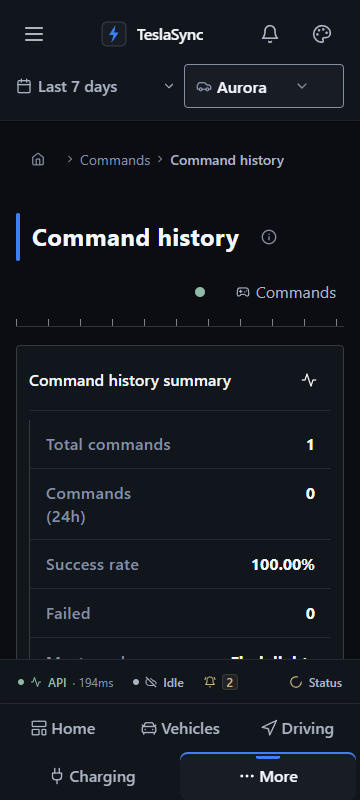 TeslaSync
Last 7 days
Aurora
Commands
Command history
Command history
Commands
Command history summary
Total commands
1
Commands
(24h)
0
Success rate
100.00%
Failed
0
API · 194ms
Idle
2
Status
Home
Vehicles
Driving
Charging
More